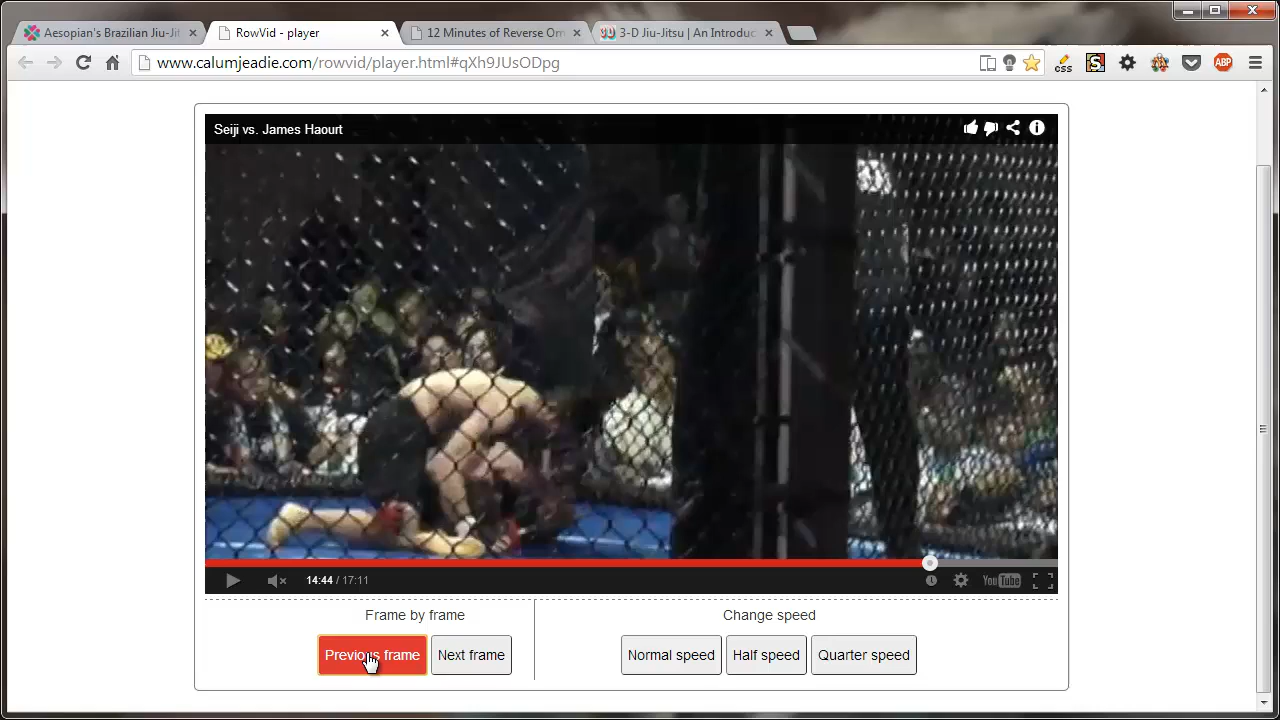 Aesopian's Brazilian Jiu-Jit
RowVid - player
12 Minutes of Reverse Om
3-D Jiu-Jitsu | An Introduc
www.calumjeadie.com/rowvid/player.html#qXh9JUsODpg
css
S
ABP
Seiji vs. James Haourt
14:44 / 17:11
YouTube
Frame by frame
Change speed
Previous frame
Next frame
Normal speed
Half speed
Quarter speed